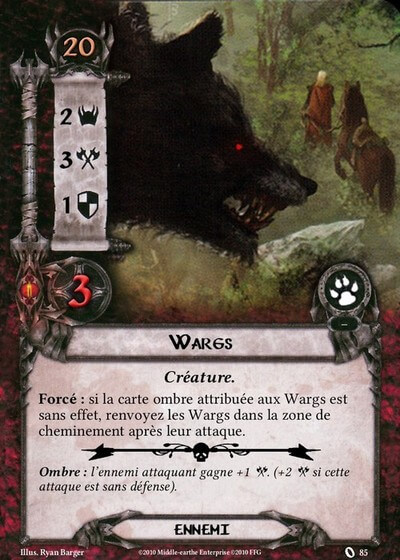 20
2
3
1
3
WARGS
Créature.
Forcé : si la carte ombre attribuée aux Wargs est
sans effet, renvoyez les Wargs dans la zone de
cheminement après leur attaque.
Ombre : l'ennemi attaquant gagne +1 . (+2 si cette
attaque est sans défense).
ENNEMI
Illus. Ryan Barger ©2010 Middle-earthe Enterprise ©2010 FFG 85